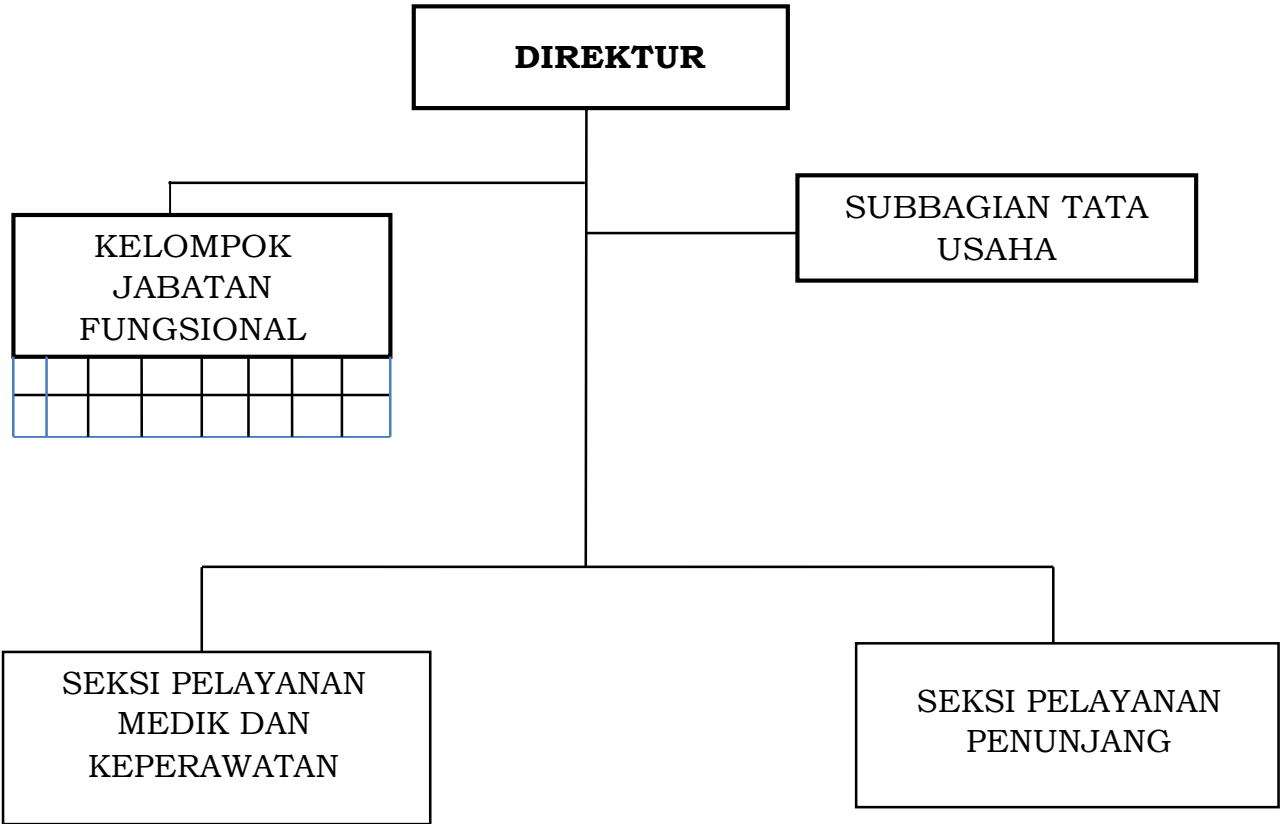 DIREKTUR
SUBBAGIAN TATA
USAHA
KELOMPOK
JABATAN
FUNGSIONAL
SEKSI PELAYANAN
MEDIK DAN
KEPERAWATAN
SEKSI PELAYANAN
PENUNJANG